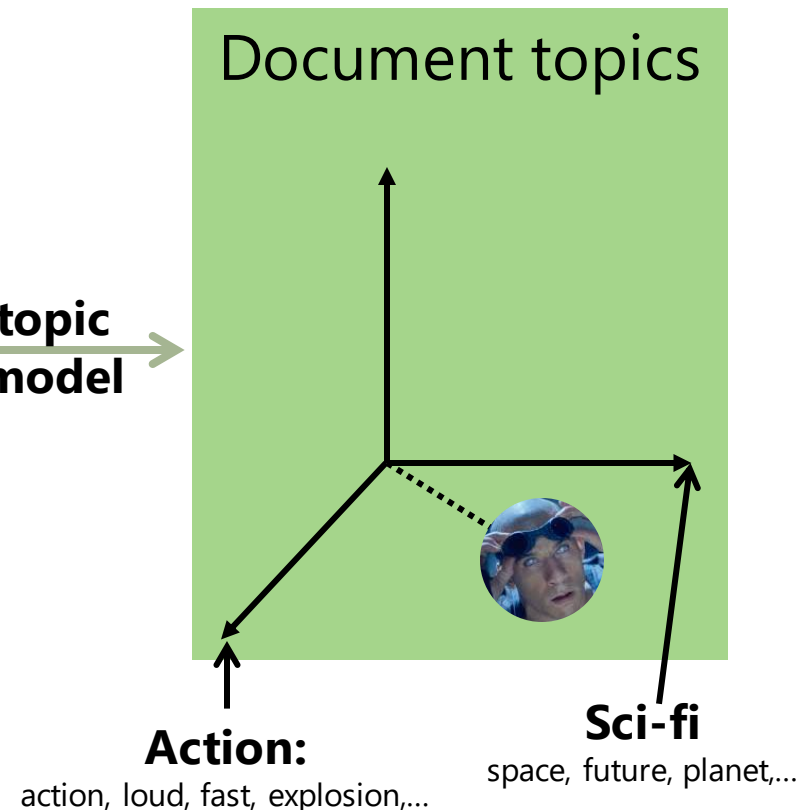 Document topics
topic
model
Action:
action, loud, fast, explosion,...
Sci-fi
space, future, planet,...